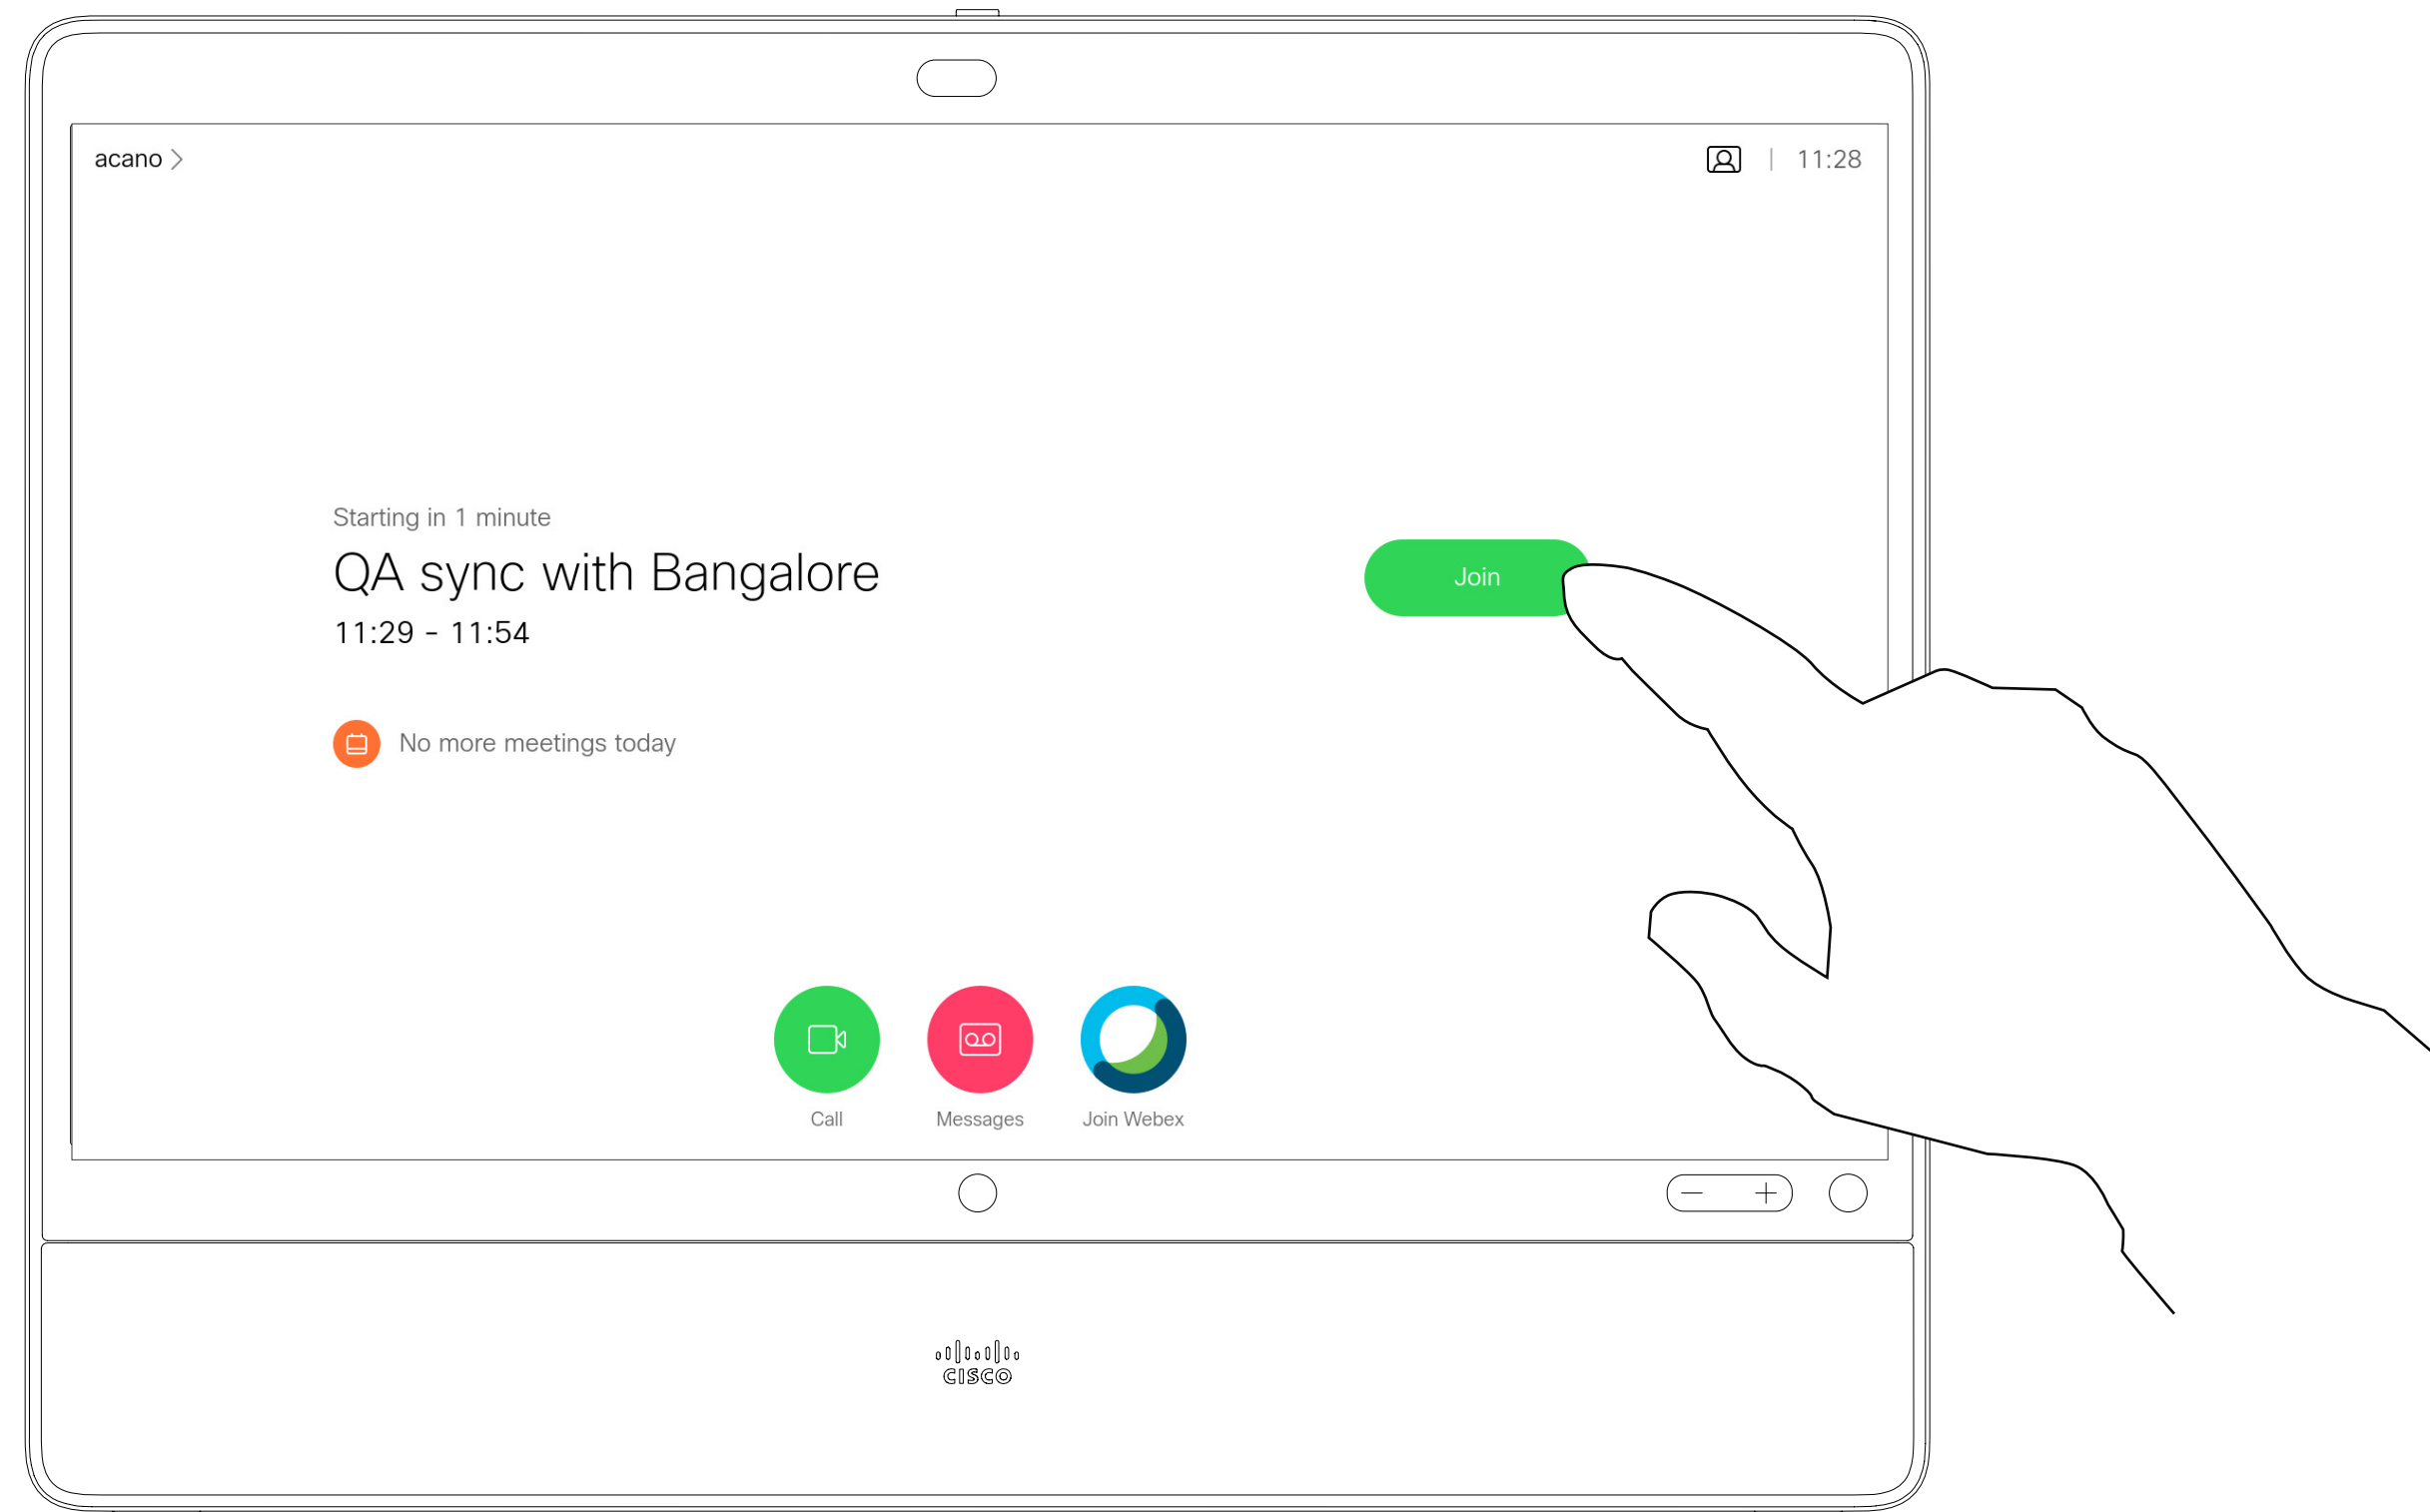 acano
11:28
Starting in 1 minute
QA sync with Bangalore
11:29 - 11:54
Join
No more meetings today
Call
Messages
Join Webex
CISCO